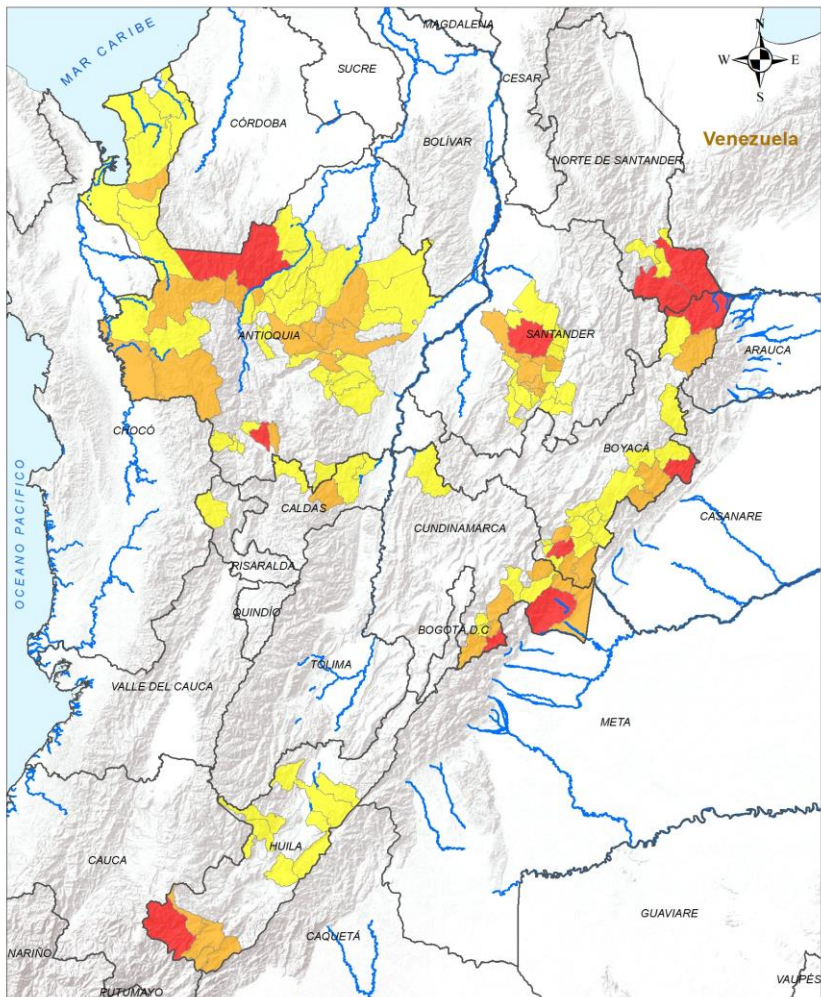 MAGDALENA
N
MAR CARIBE
W
E
SUCRE
CESAR
S
CÓRDOBA
BOLÍVAR
Venezuela
NORTE DE SANTANDER
ANTIOQUIA
SANTANDER
ARAUCA
CHOCÓ
BOYACÁ
CALDAS
CASANARE
CUNDINAMARCA
OCEANO PACIFICO
RISARALDA
QUINDÍO
BOGOTÁ D.C
TOLIMA
VALLE DEL CAUCA
META
HUILA
CAUCA
GUAVIARE
CAQUETÁ
NARIÑO
PUTUMAYO
VAUPÉS